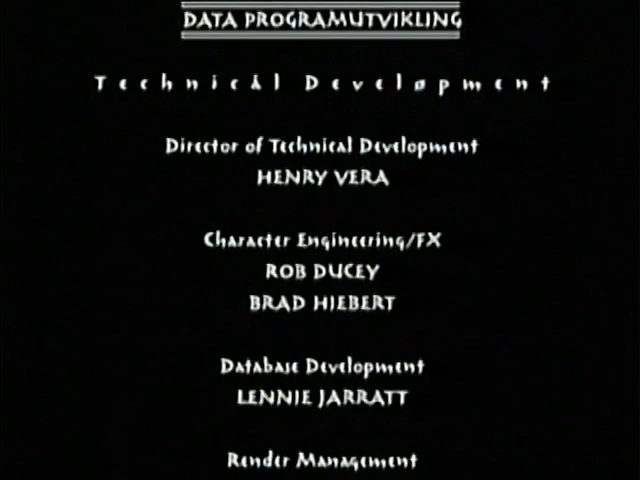 DATA PROGRAMUTVIKLING
Technical Development
Director of Technical Development
HENRY VERA
Character Engineering/FX
ROB DUCEY
BRAD HIEBERT
Database Development
LENNIE JARRATT
Render Management